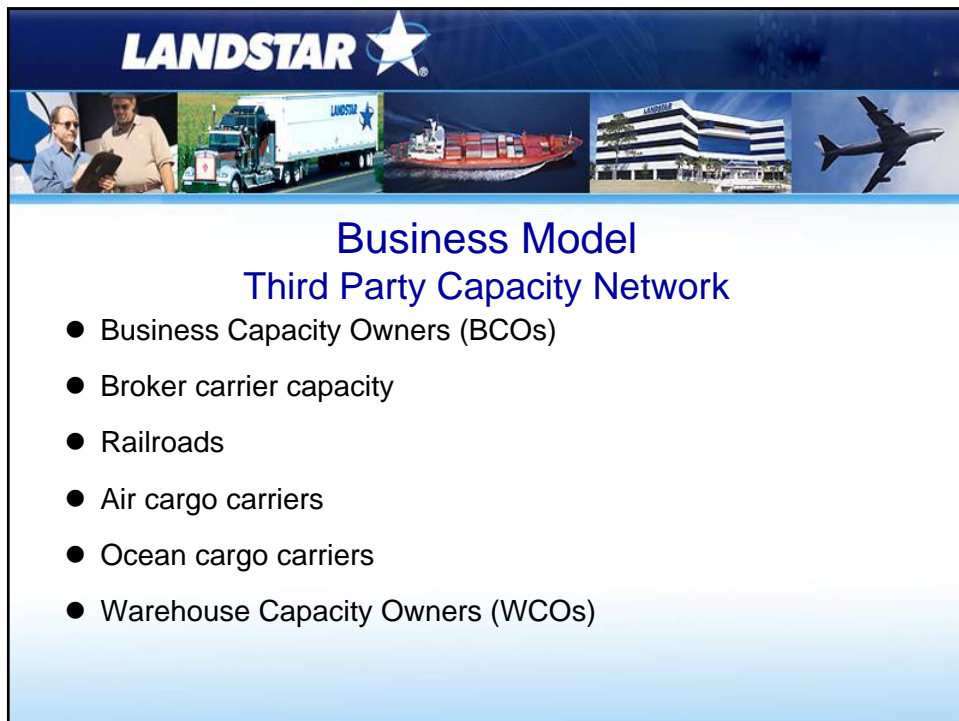 LANDSTAR
LANDSTAR
LANDSTAR
Business Model
Third Party Capacity Network
● Business Capacity Owners (BCOs)
● Broker carrier capacity
● Railroads
● Air cargo carriers
● Ocean cargo carriers
● Warehouse Capacity Owners (WCOs)